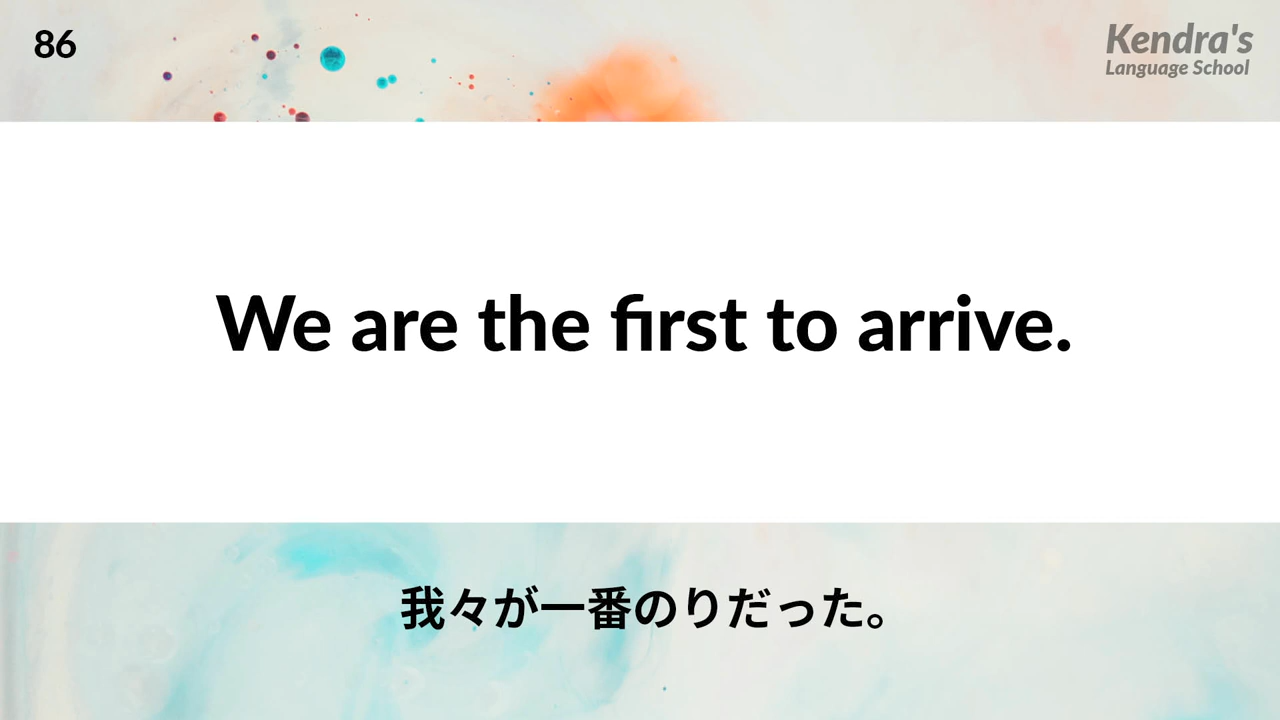 86
Kendra's
Language School
We are the first to arrive.
我々が一番のりだった。